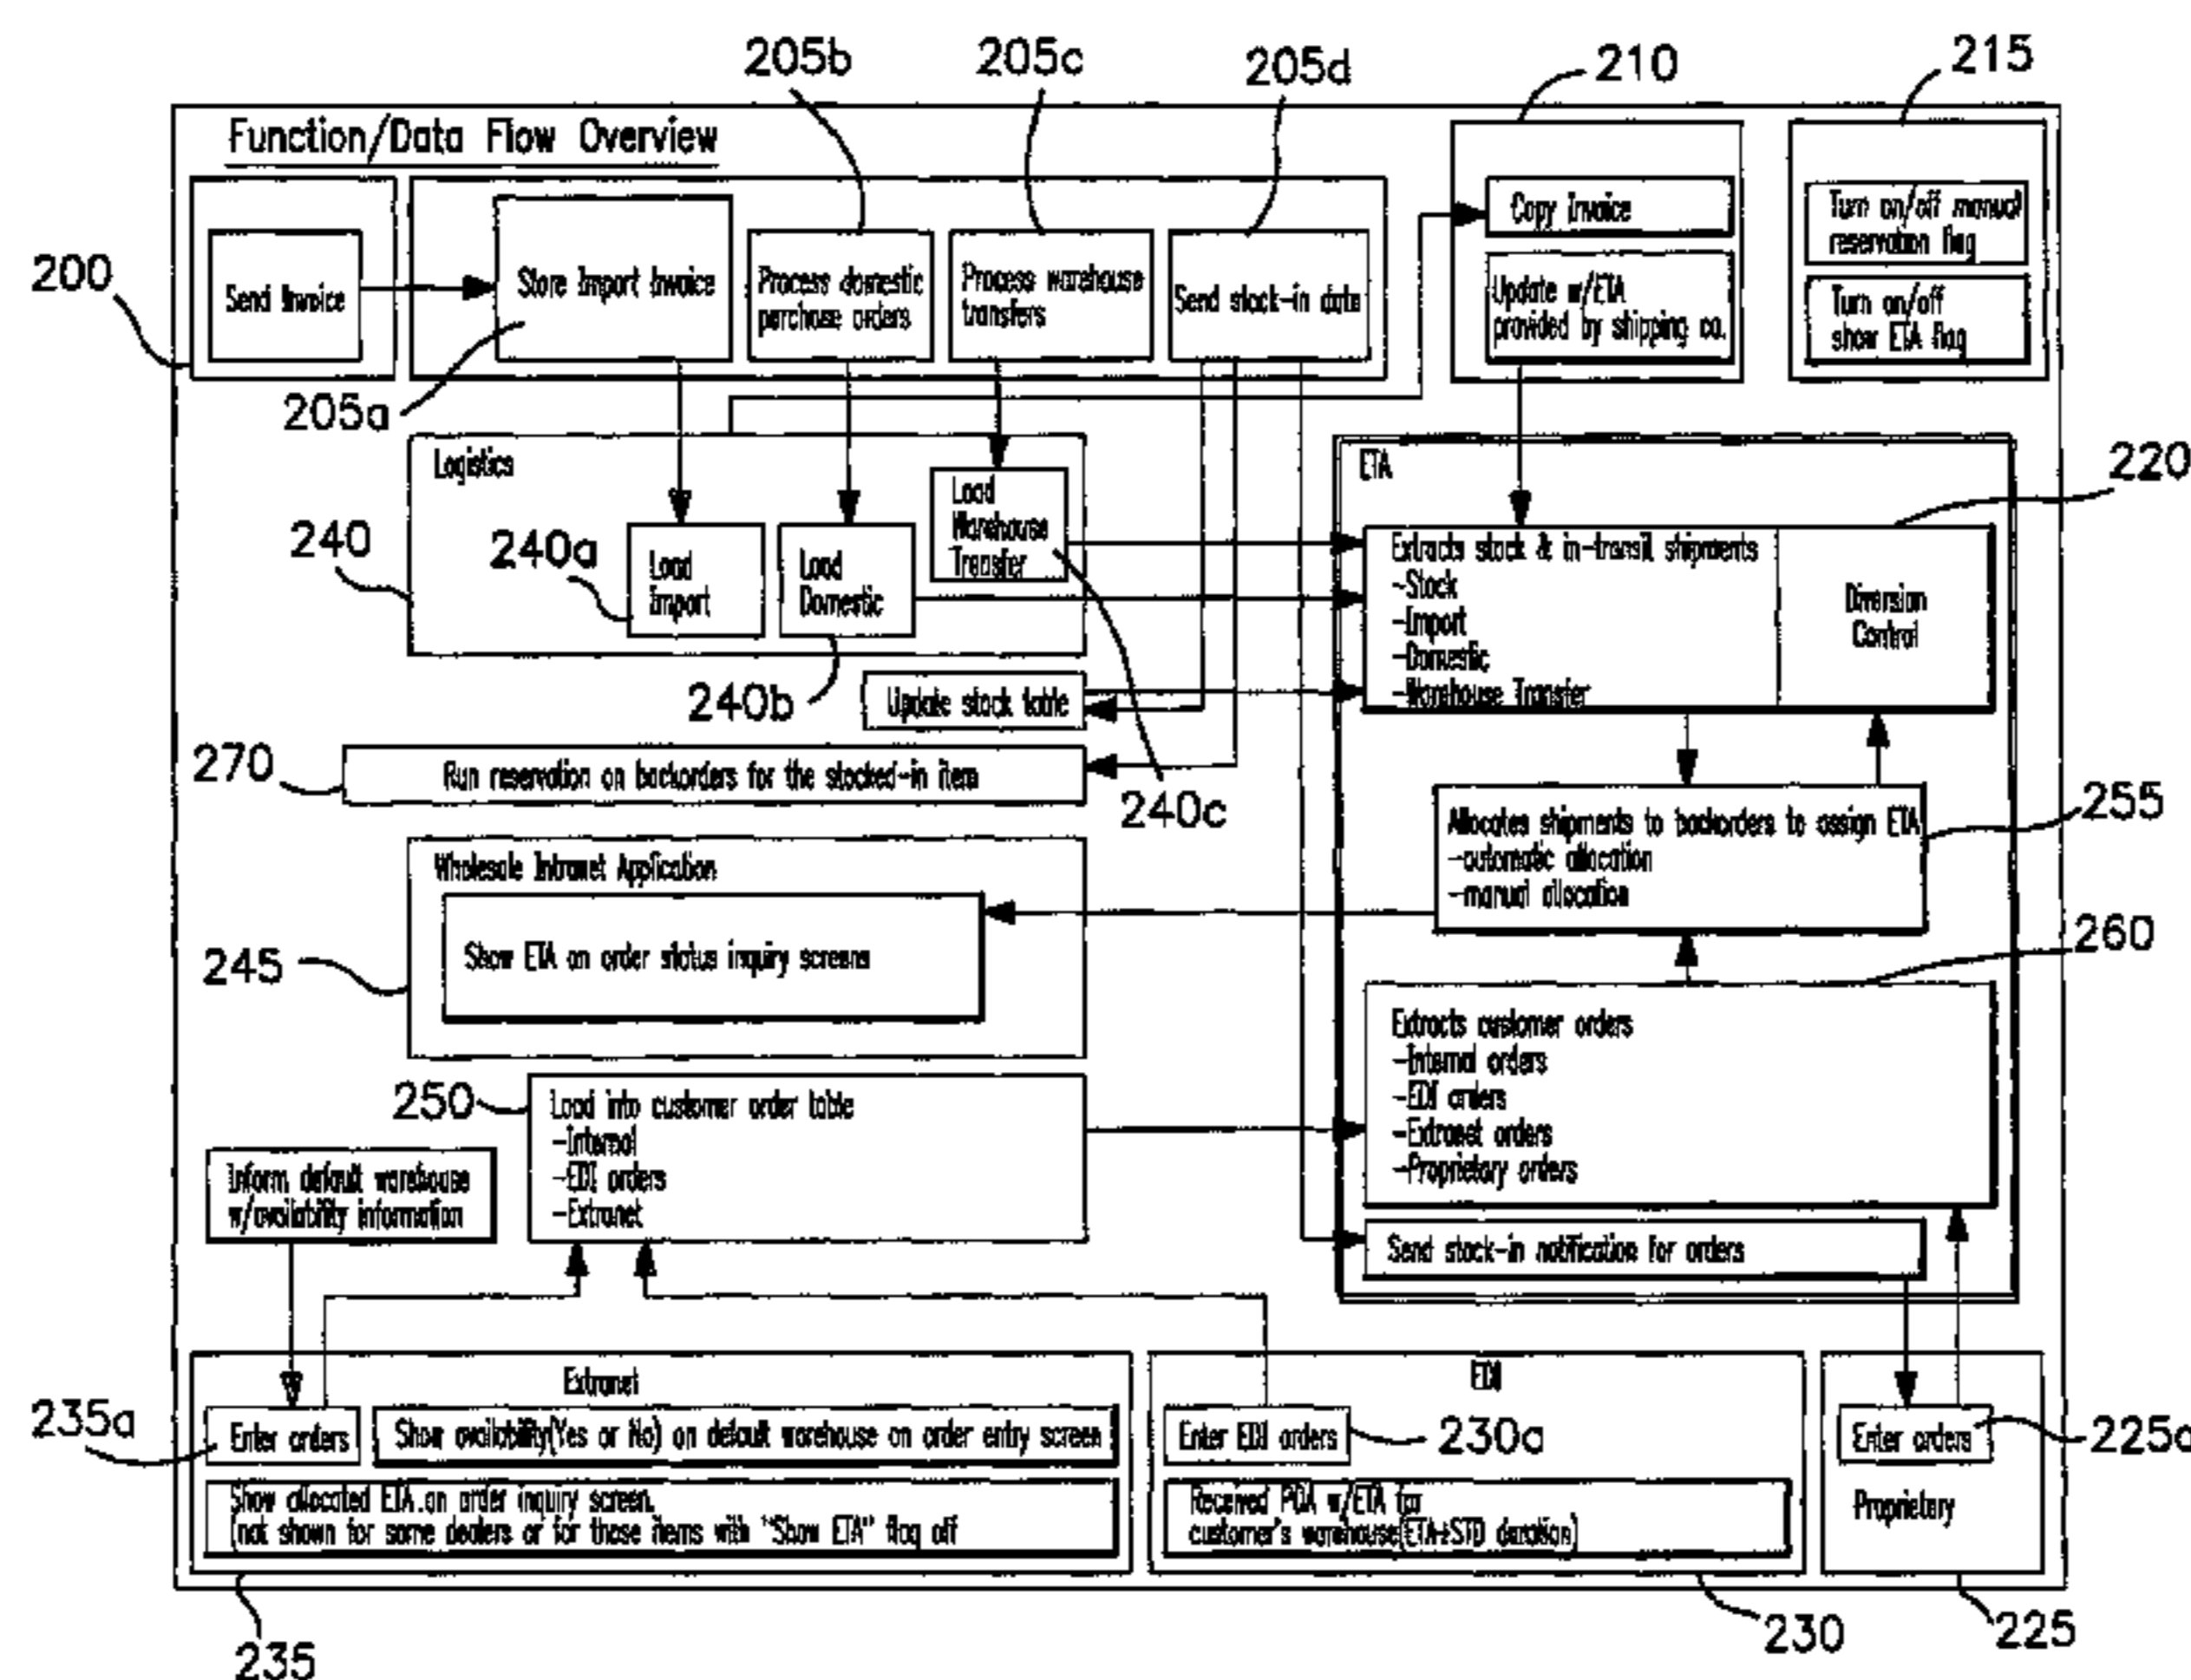 205b
205c
205d
210
215
Function/Data Flow Overview
200
Send Invoice
Store Import Invoice
205a
Process domestic
purchase orders
Process warehouse
transfers
Send stock-in data
Copy Invoice
Update w/ETA
provided by shipping co.
Turn on/off manual
reservation flag
Turn on/off
show ETA flag
Logistics
240
240a
Load
Import
Load
Domestic
240b
Load
Warehouse
Transfer
240c
Update stock table
270
Run reservation on backorders for the stocked-in item
ETA
220
Extracts stock & in-transit shipments
-Stock
-Import
-Domestic
-Warehouse Transfer
Diversion
Control
255
Allocates shipments to backorders to assign ETA
-automatic allocation
-manual allocation
Wholesale Intranet Application
245
Show ETA on order status inquiry screens
260
Extracts customer orders
-Internal orders
-EDI orders
-Extranet orders
-Proprietary orders
250
Load into customer order table
-Internal
-EDI orders
-Extranet
Inform default warehouse
w/availability information
Send stock-in notification for orders
Extranet
235a
Enter orders
Show availability(Yes or No) on default warehouse on order entry screen
Show allocated ETA on order inquiry screen.
(not shown for some dealers or for those items with "Show ETA" flag off
235
EDI
Enter EDI orders
230a
Received POA w/ETA for
customer's warehouse(ETA+STD duration)
230
Enter orders
225a
Proprietary
225